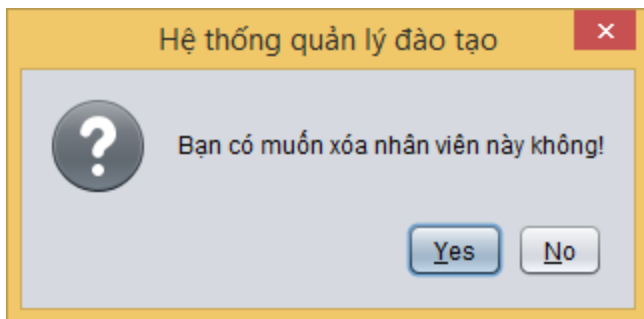 Hệ thống quản lý đào tạo
Bạn có muốn xóa nhân viên này không!
Yes No